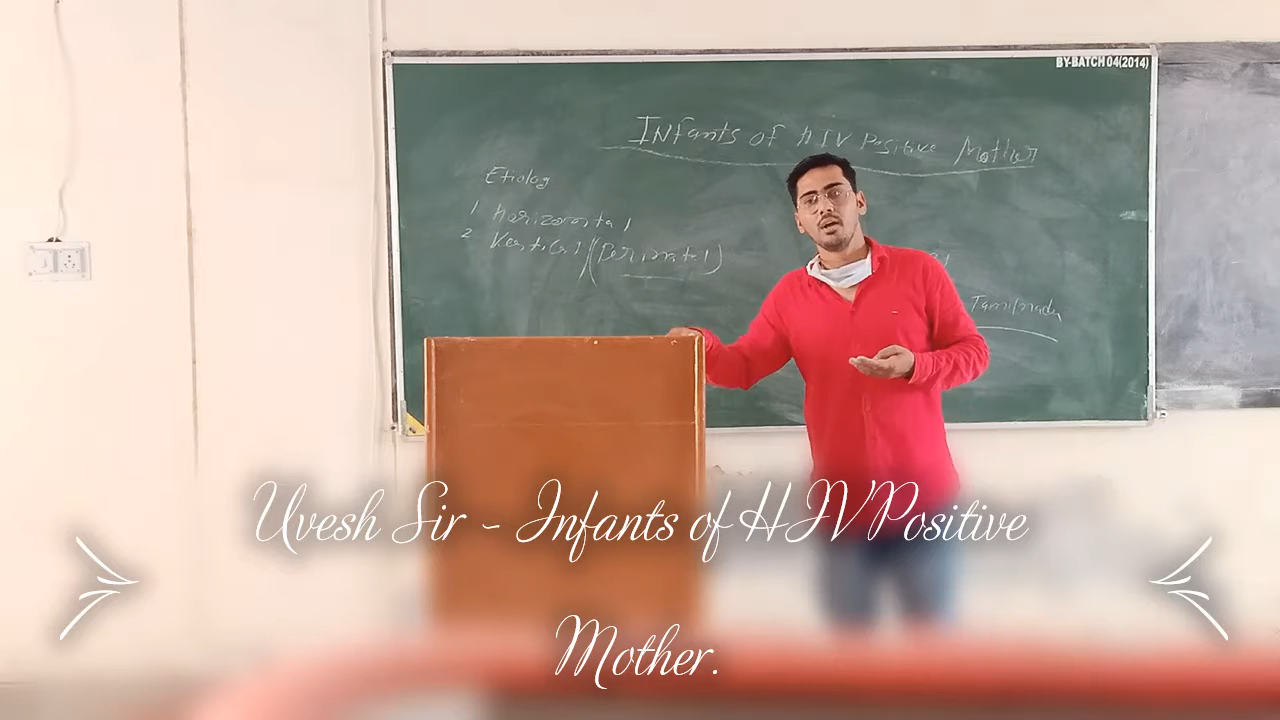 BY-BATCH 04(2014)
INfants of HIV Positive Mother
Etiolog
1 horizontal
2 Vertical (Perinatal)
Tamilnadu
Uvesh Sir - Infants of HIV Positive
Mother.